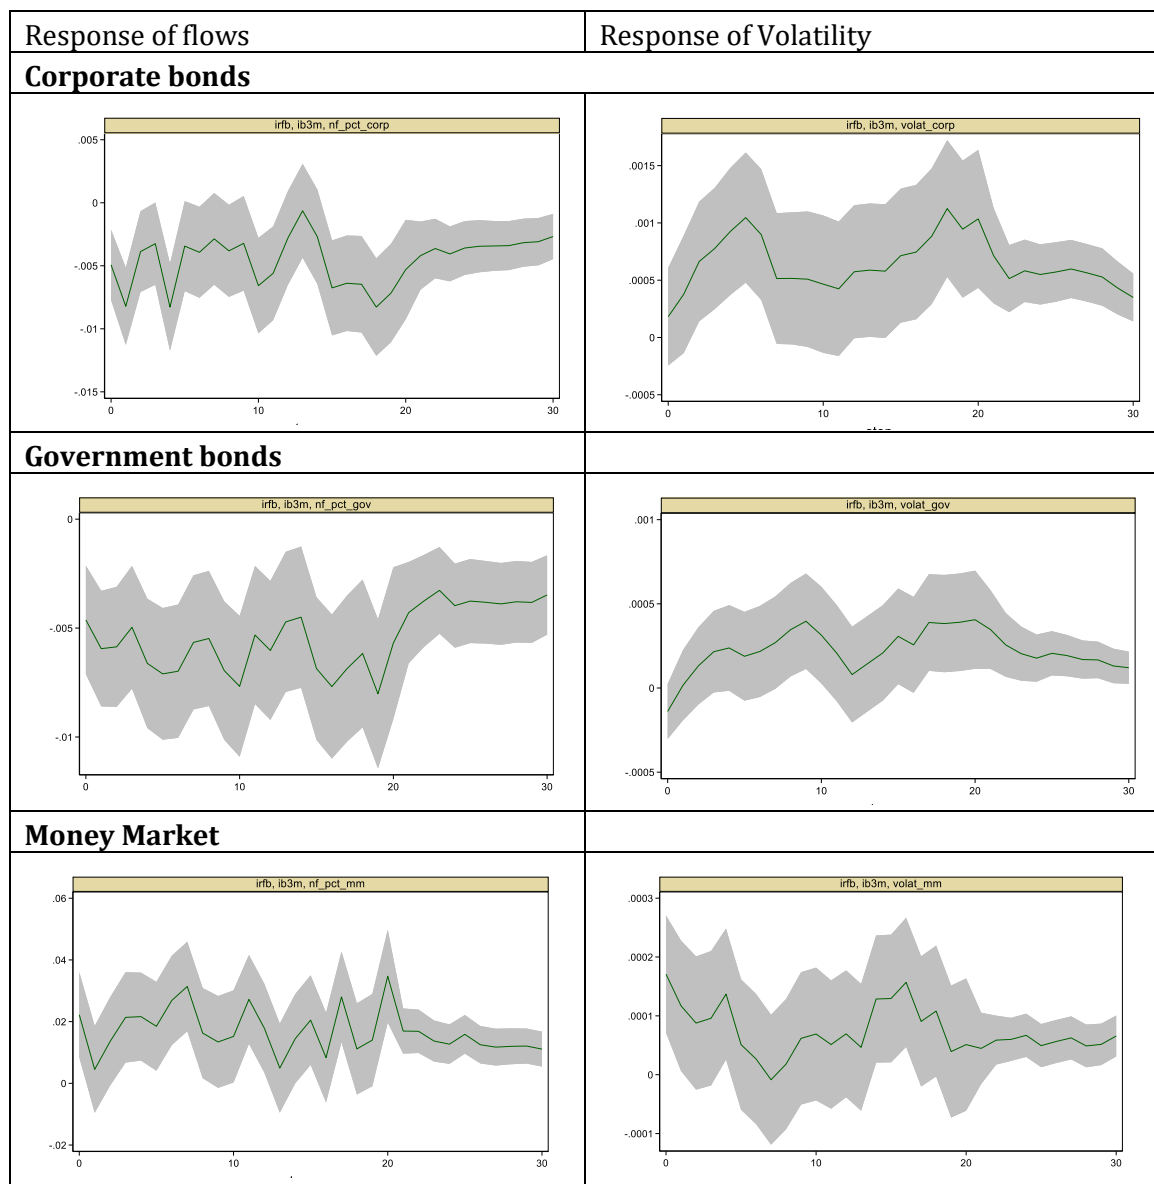 Response of flows
Response of Volatility
Corporate bonds
irfb, ib3m, nf_pct_corp
.005
0
-.005
-.01
-.015
0 10 20 30
irfb, ib3m, volat_corp
.0015
.001
.0005
0
-.0005
0 10 20 30
Government bonds
irfb, ib3m, nf_pct_gov
0
-.005
-.01
0 10 20 30
irfb, ib3m, volat_gov
.001
.0005
0
-.0005
0 10 20 30
Money Market
irfb, ib3m, nf_pct_mm
.06
.04
.02
0
-.02
0 10 20 30
irfb, ib3m, volat_mm
.0003
.0002
.0001
0
-.0001
0 10 20 30